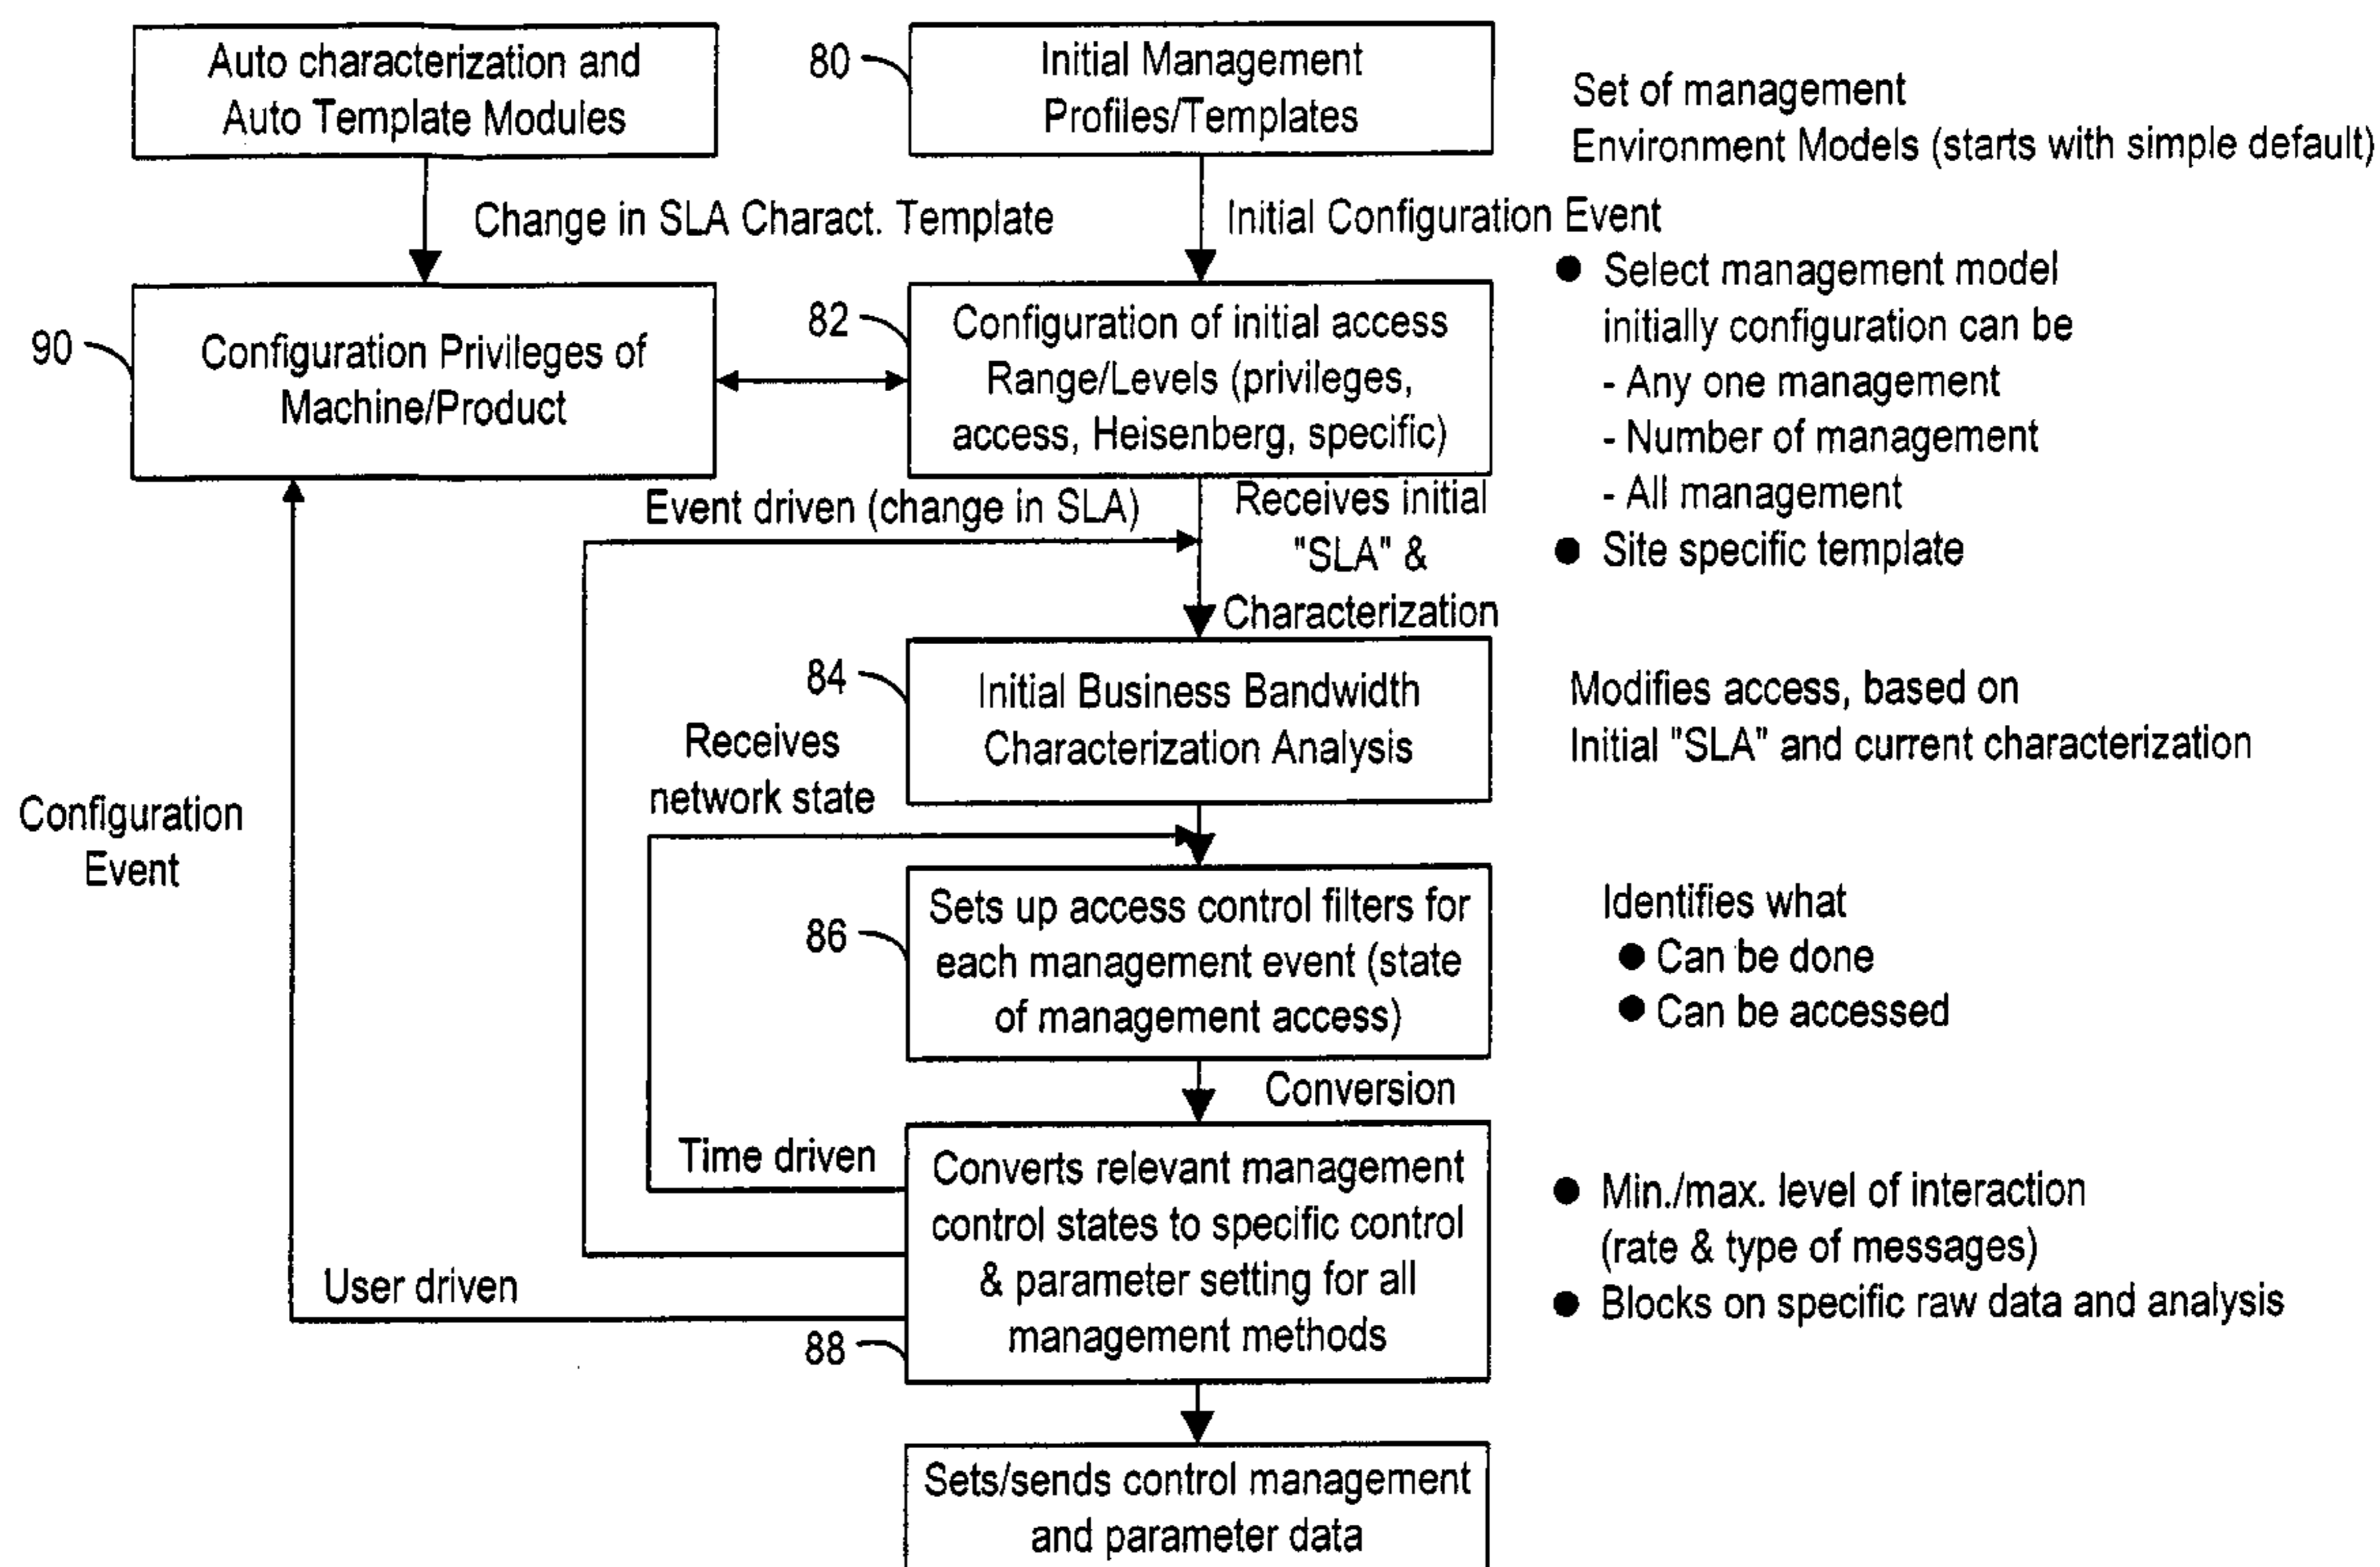 Auto characterization and
Auto Template Modules
80
Initial Management
Profiles/Templates
Set of management
Environment Models (starts with simple default)
Change in SLA Charact. Template
Initial Configuration Event
● Select management model
initially configuration can be
- Any one management
- Number of management
- All management
● Site specific template
90
Configuration Privileges of
Machine/Product
82
Configuration of initial access
Range/Levels (privileges,
access, Heisenberg, specific)
Event driven (change in SLA)
Receives initial
"SLA" &
Characterization
84
Initial Business Bandwidth
Characterization Analysis
Modifies access, based on
Initial "SLA" and current characterization
Receives
network state
Configuration
Event
86
Sets up access control filters for
each management event (state
of management access)
Identifies what
● Can be done
● Can be accessed
Conversion
Time driven
User driven
88
Converts relevant management
control states to specific control
& parameter setting for all
management methods
● Min./max. level of interaction
(rate & type of messages)
● Blocks on specific raw data and analysis
Sets/sends control management
and parameter data